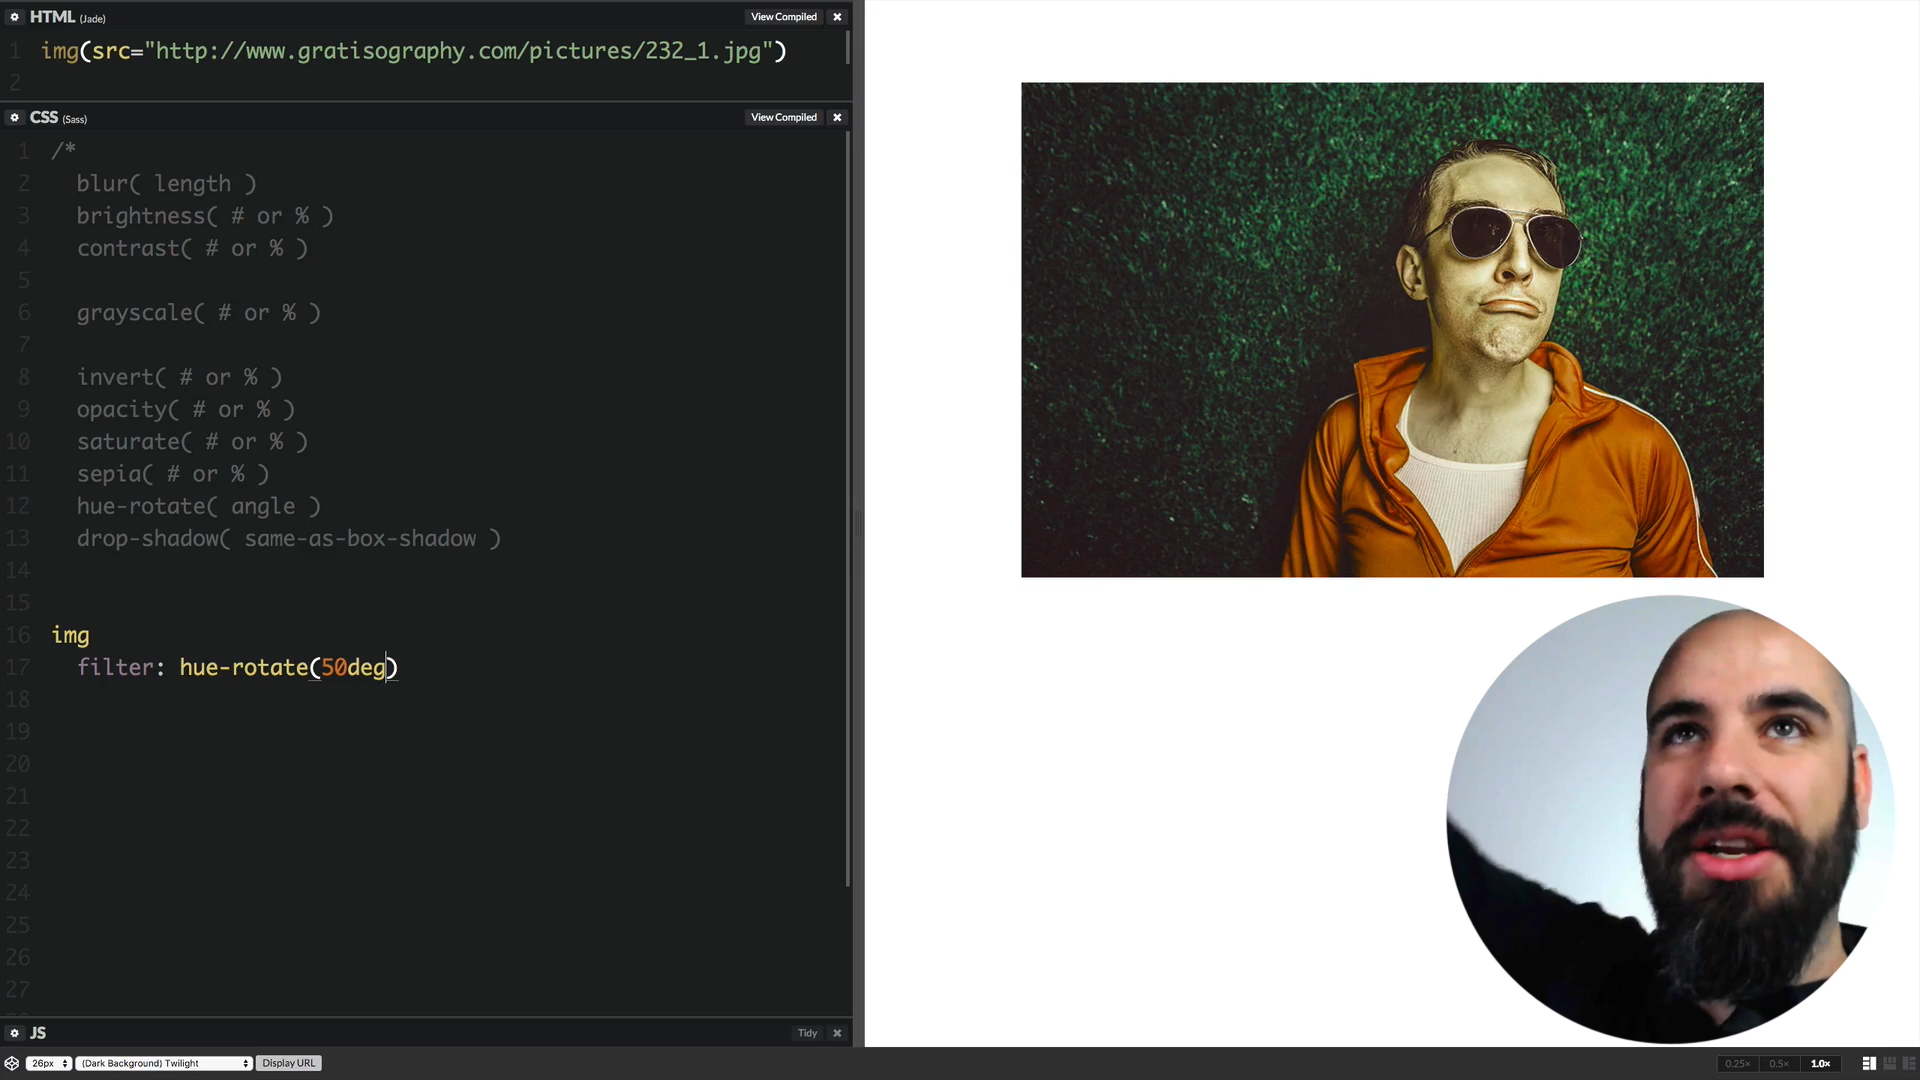 HTML (Jade)
View Compiled ×
1 img(src="http://www.gratisography.com/pictures/232_1.jpg")
2
CSS (Sass)
View Compiled ×
1 /*
2 blur( length )
3 brightness( # or % )
4 contrast( # or % )
5
6 grayscale( # or % )
7
8 invert( # or % )
9 opacity( # or % )
10 saturate( # or % )
11 sepia( # or % )
12 hue-rotate( angle )
13 drop-shadow( same-as-box-shadow )
14
15
16 img
17 filter: hue-rotate(50deg)
18
19
20
21
22
23
24
25
26
27
JS
Tidy ×
26px (Dark Background) Twilight Display URL
0.25× 0.5× 1.0×